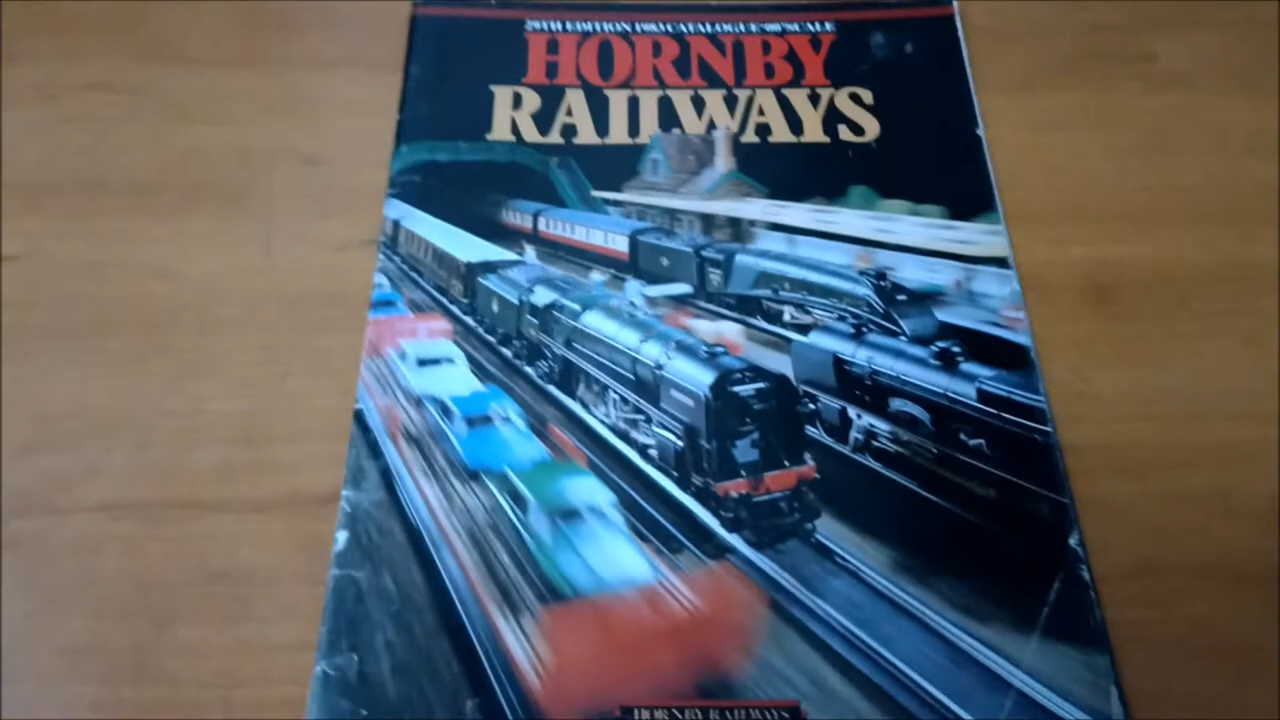 29TH EDITION 1983 CATALOGUE '00' SCALE
HORNBY
RAILWAYS
HORNBY RAILWAYS